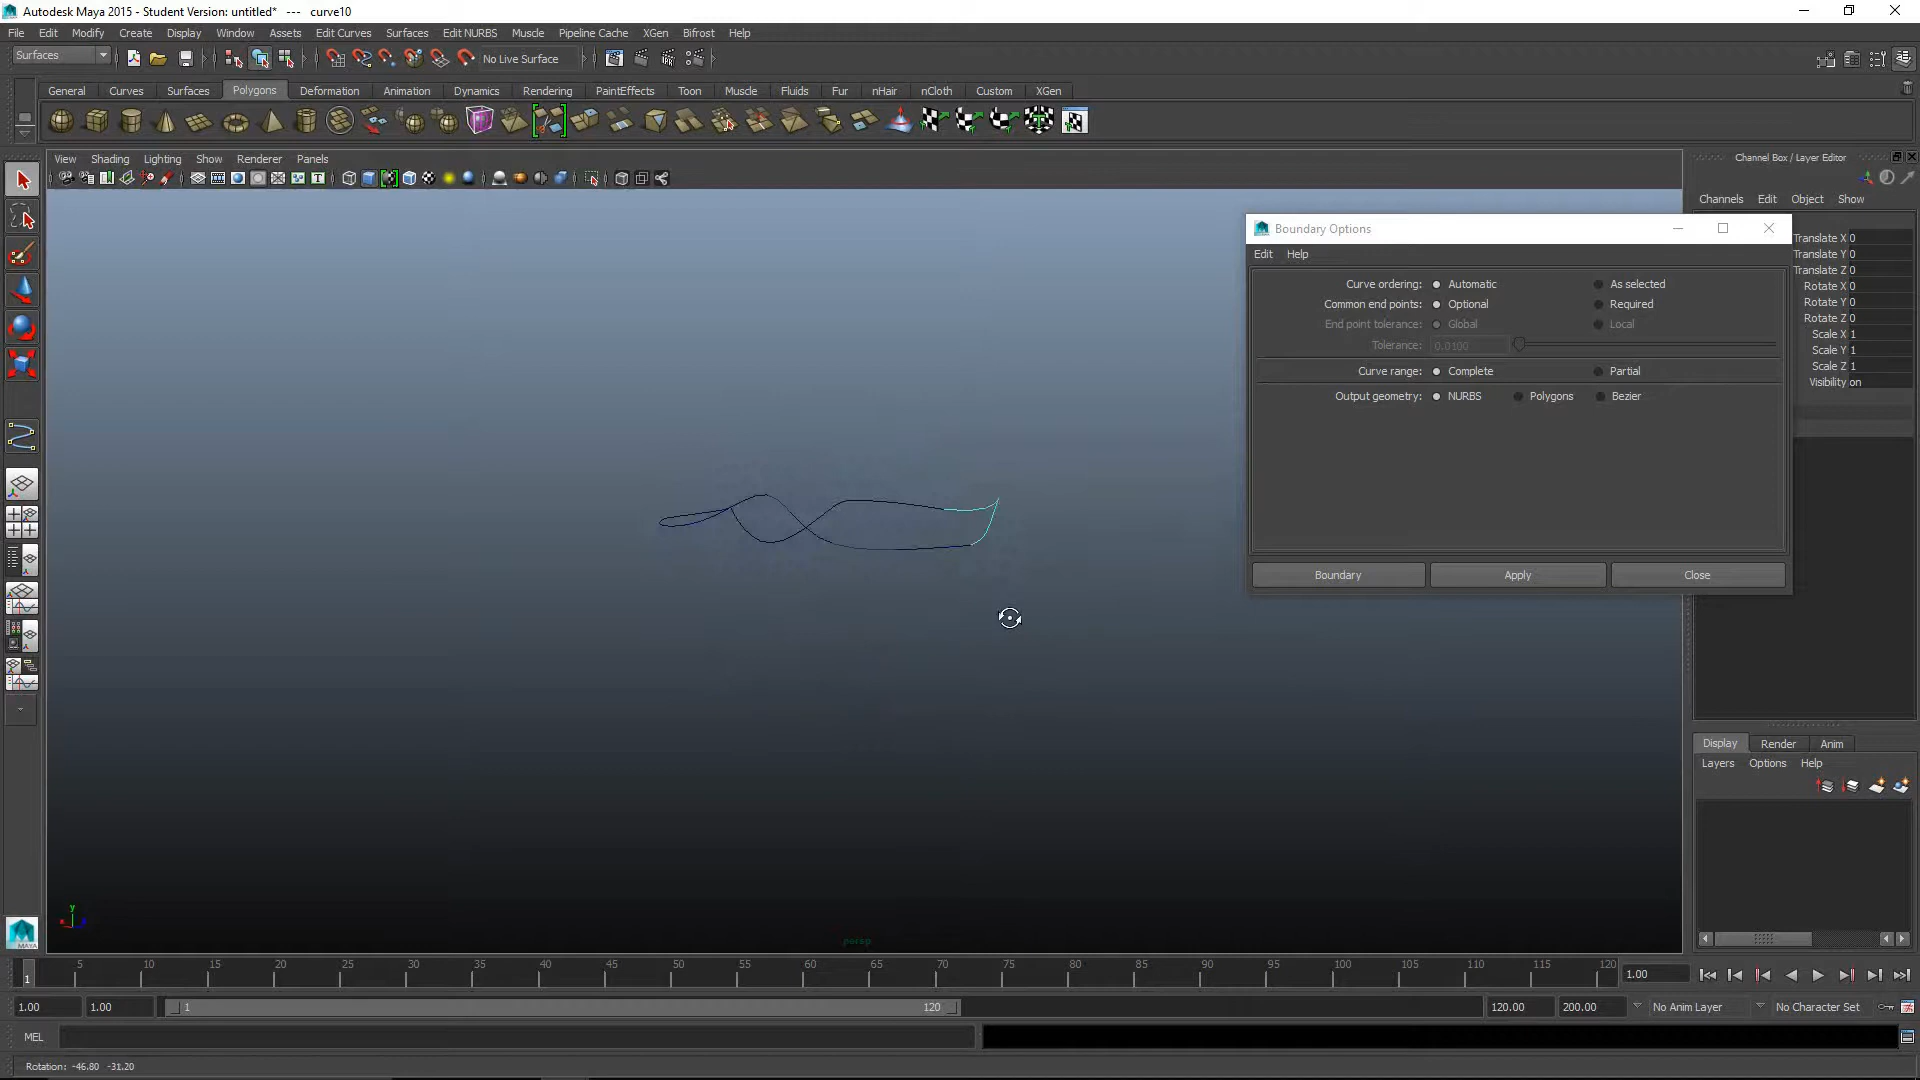 Autodesk Maya 2015 - Student Version: untitled*   ---   curve10
File Edit Modify Create Display Window Assets Edit Curves Surfaces Edit NURBS Muscle Pipeline Cache XGen Bifrost Help
Surfaces
No Live Surface
General Curves Surfaces Polygons Deformation Animation Dynamics Rendering PaintEffects Toon Muscle Fluids Fur nHair nCloth Custom XGen
View Shading Lighting Show Renderer Panels
Channel Box / Layer Editor
Channels Edit Object Show
Boundary Options
Edit Help
Curve ordering: Automatic As selected
Common end points: Optional Required
End point tolerance: Global Local
Tolerance: 0.0100
Curve range: Complete Partial
Output geometry: NURBS Polygons Bezier
Boundary Apply Close
Translate X 0
Translate Y 0
Translate Z 0
Rotate X 0
Rotate Y 0
Rotate Z 0
Scale X 1
Scale Y 1
Scale Z 1
Visibility on
Display Render Anim
Layers Options Help
y
x
persp
MAYA
1 5 10 15 20 25 30 35 40 45 50 55 60 65 70 75 80 85 90 95 100 105 110 115 120
1.00
1.00 1.00 1 120 120.00 200.00 No Anim Layer No Character Set
MEL
Rotation: -46.80 -31.20